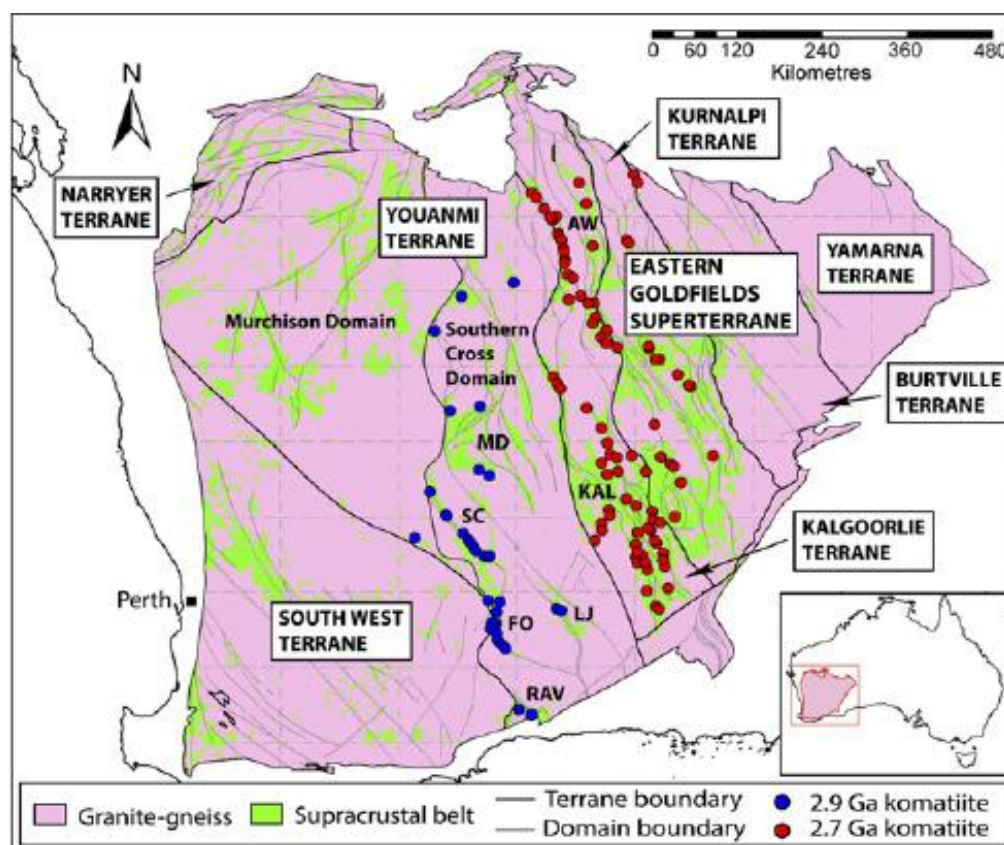 0 60 120 240 360 480
Kilometres
N
KURNALPI
TERRANE
NARRYER
TERRANE
YOUANMI
TERRANE
AW
YAMARNA
TERRANE
EASTERN
GOLDFIELDS
SUPERTERRANE
Murchison Domain
Southern
Cross
Domain
BURTVILLE
TERRANE
MD
KAL
SC
KALGOORLIE
TERRANE
Perth
SOUTH WEST
TERRANE
FO
LJ
RAV
Granite-gneiss
Supracrustal belt
Terrane boundary
Domain boundary
2.9 Ga komatiite
2.7 Ga komatiite